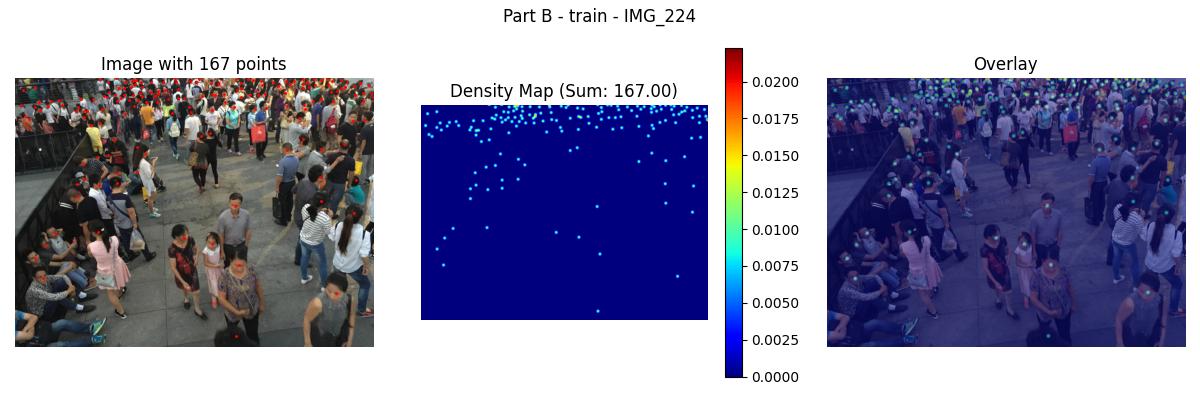 Part B - train - IMG_224
Image with 167 points
Density Map (Sum: 167.00)
Overlay
0.0200
0.0175
0.0150
0.0125
0.0100
0.0075
0.0050
0.0025
0.0000